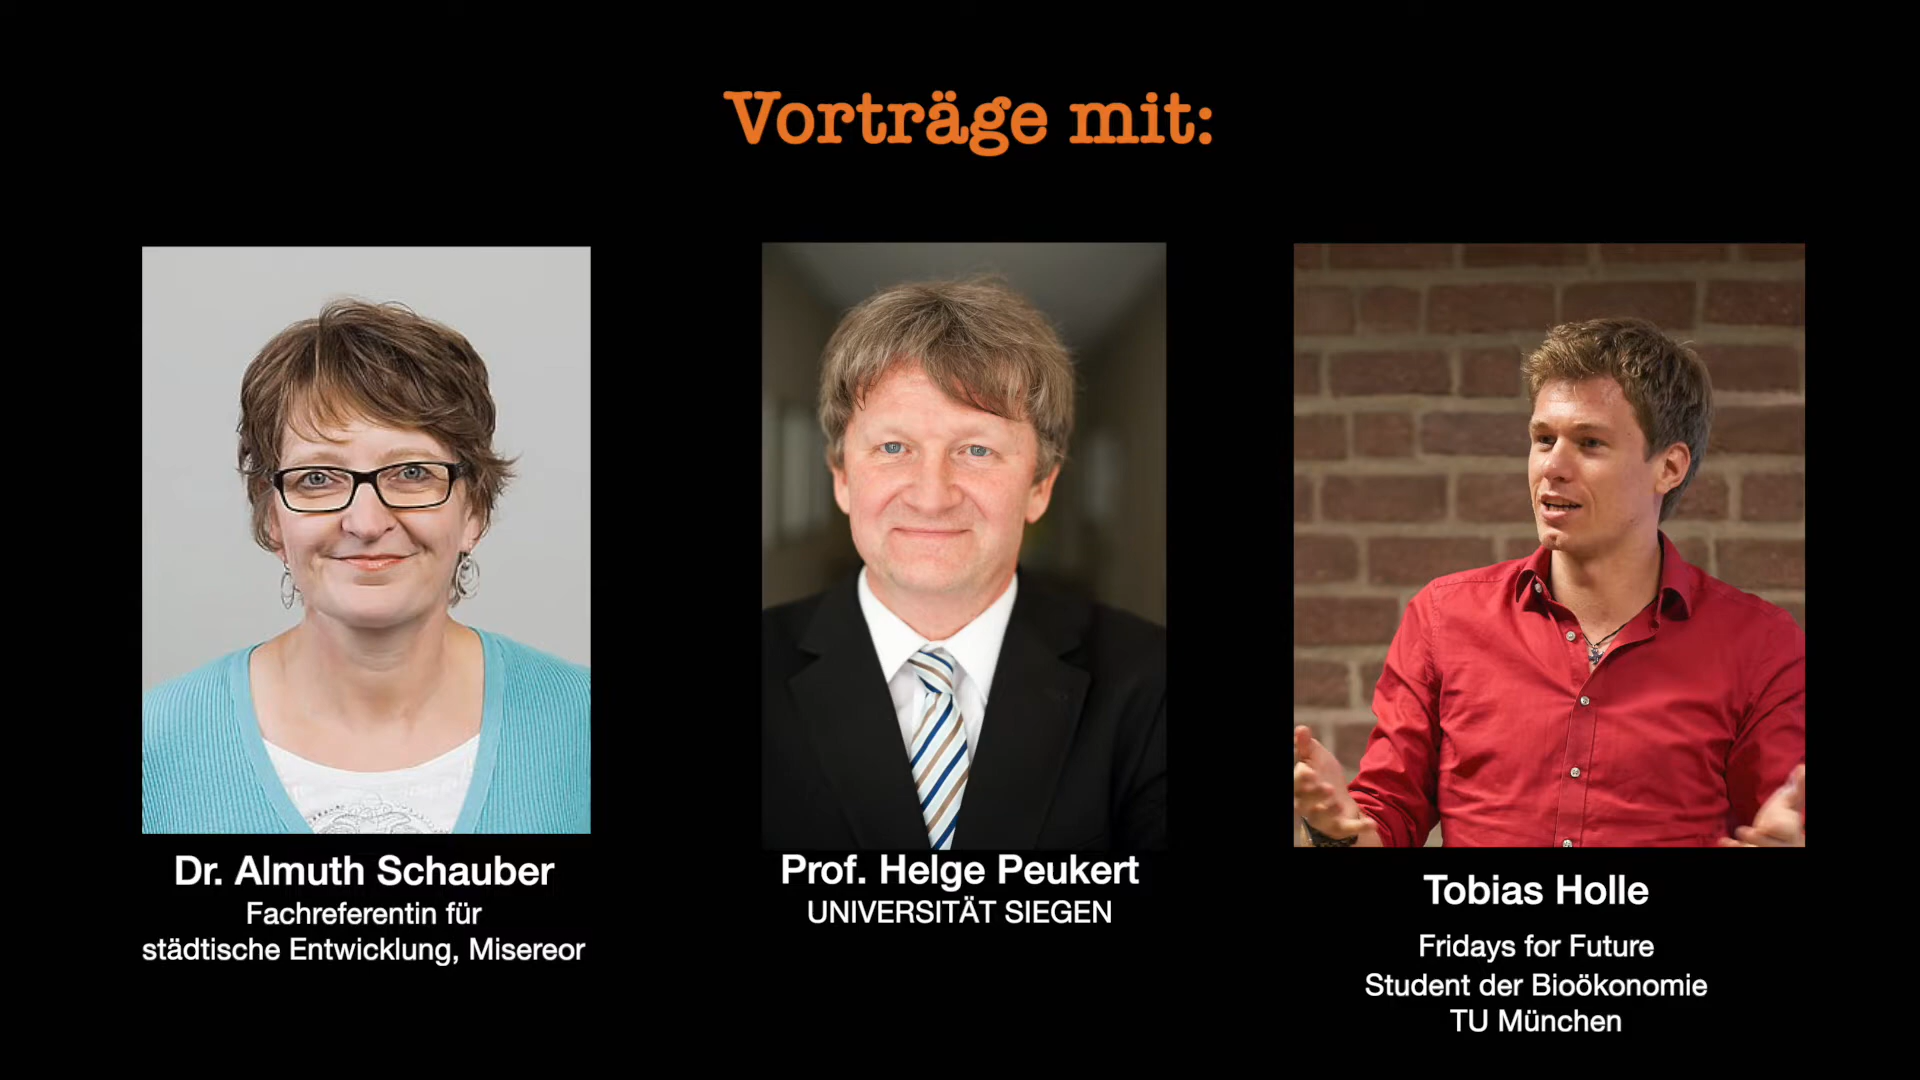 Vorträge mit:
Dr. Almuth Schauber
Fachreferentin für
städtische Entwicklung, Misereor
Prof. Helge Peukert
UNIVERSITÄT SIEGEN
Tobias Holle
Fridays for Future
Student der Bioökonomie
TU München